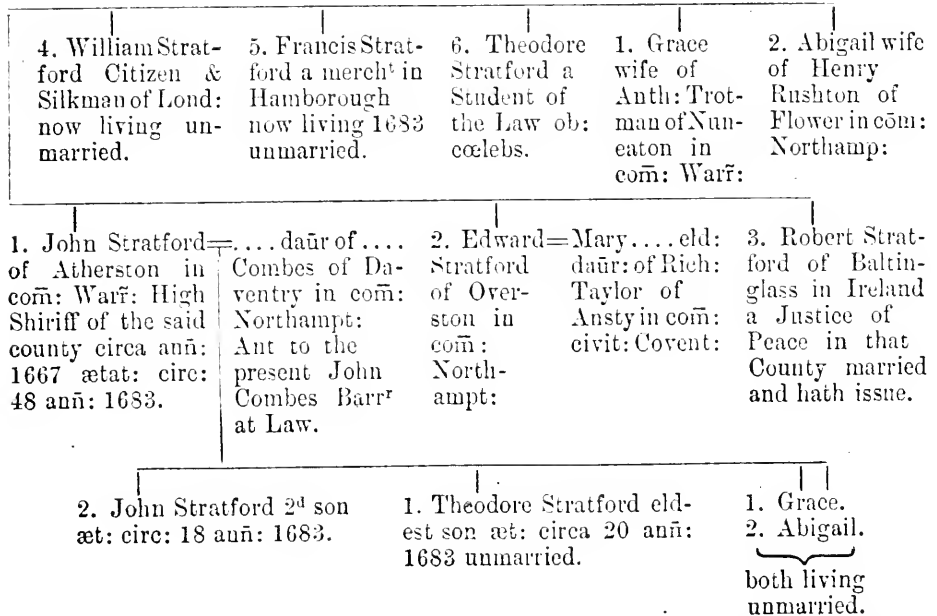 4. William Strat-
ford Citizen &
Silkman of Lond:
now living un-
married.
5. Francis Strat-
ford a mercht in
Hamborough
now living 1683
unmarried.
6. Theodore
Stratford a
Student of
the Law ob:
cœlebs.
1. Grace
wife of
Anth: Trot-
man of Nun-
eaton in
com̄: Warr̃:
2. Abigail wife
of Henry
Rushton of
Flower in cōm:
Northamp:
1. John Stratford=
of Atherston in
com̄: Warr̃: High
Shiriff of the said
county circa ann̄:
1667 ætat: circ:
48 ann̄: 1683.
....daūr of....
Combes of Da-
ventry in com̄:
Northampt:
Ant to the
present John
Combes Barrʳ
at Law.
2. Edward=
Stratford
of Over-
ston in
com̄:
North-
ampt:
Mary....eld:
daūr: of Rich:
Taylor of
Ansty in com̄:
civit: Covent:
3. Robert Strat-
ford of Baltin-
glass in Ireland
a Justice of
Peace in that
County married
and hath issue.
2. John Stratford 2ᵈ son
æt: circ: 18 ann̄: 1683.
1. Theodore Stratford eld-
est son æt: circa 20 ann̄:
1683 unmarried.
1. Grace.
2. Abigail.
both living
unmarried.